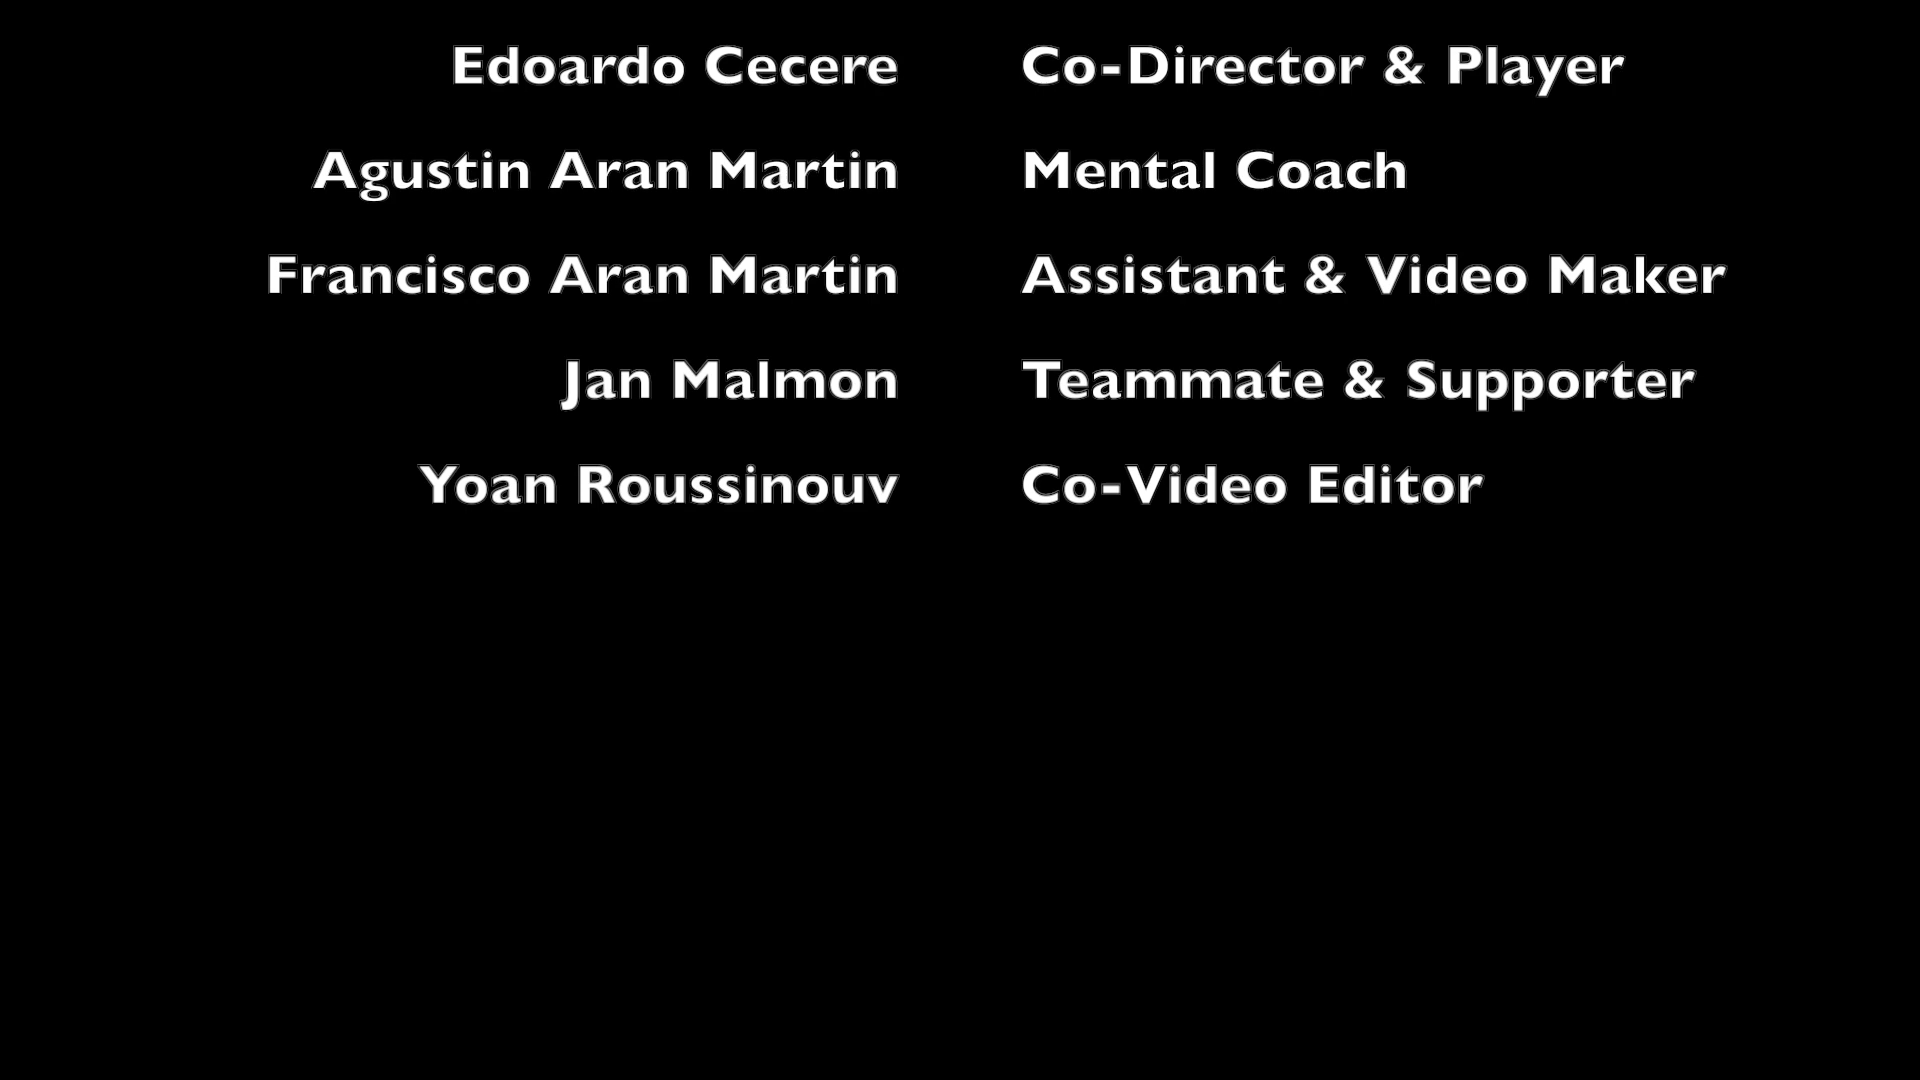 Edoardo Cecere Co-Director & Player
Agustin Aran Martin Mental Coach
Francisco Aran Martin Assistant & Video Maker
Jan Malmon Teammate & Supporter
Yoan Roussinouv Co-Video Editor